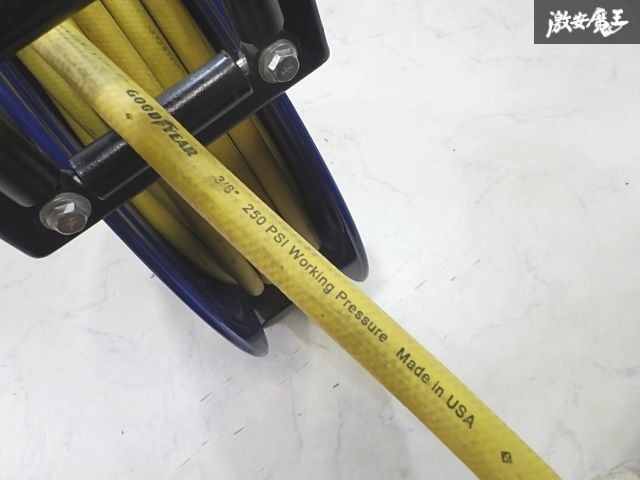 激安魔王
GOODYEAR 3/8" 250 PSI Working Pressure Made in USA